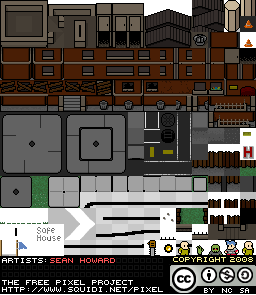 H
Safe
House
ARTISTS: SEAN HOWARD
COPYRIGHT 2008
THE FREE PIXEL PROJECT
HTTP://WWW.SQUIDI.NET/PIXEL
CC
BY NC SA